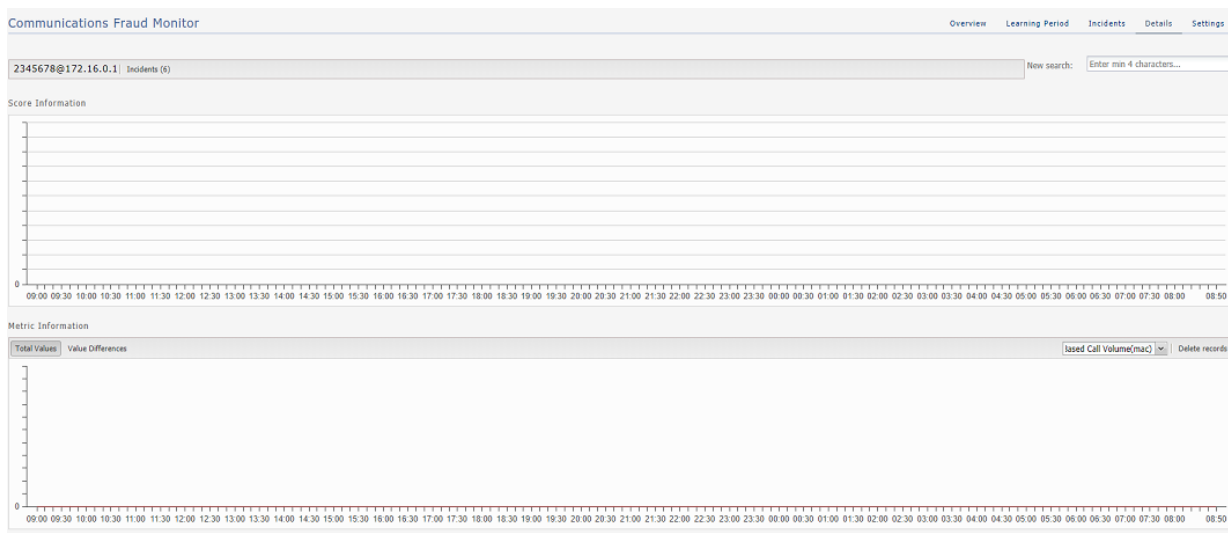 Communications Fraud Monitor
Overview Learning Period Incidents Details Settings
2345678@172.16.0.1 Incidents (6)
New search: Enter min 4 characters...
Score Information
0
09:00 09:30 10:00 10:30 11:00 11:30 12:00 12:30 13:00 13:30 14:00 14:30 15:00 15:30 16:00 16:30 17:00 17:30 18:00 18:30 19:00 19:30 20:00 20:30 21:00 21:30 22:00 22:30 23:00 23:30 00:00 00:30 01:00 01:30 02:00 02:30 03:00 03:30 04:00 04:30 05:00 05:30 06:00 06:30 07:00 07:30 08:00 08:50
Metric Information
Total Values Value Differences
lased Call Volume(mac) Delete records
0
09:00 09:30 10:00 10:30 11:00 11:30 12:00 12:30 13:00 13:30 14:00 14:30 15:00 15:30 16:00 16:30 17:00 17:30 18:00 18:30 19:00 19:30 20:00 20:30 21:00 21:30 22:00 22:30 23:00 23:30 00:00 00:30 01:00 01:30 02:00 02:30 03:00 03:30 04:00 04:30 05:00 05:30 06:00 06:30 07:00 07:30 08:00 08:50